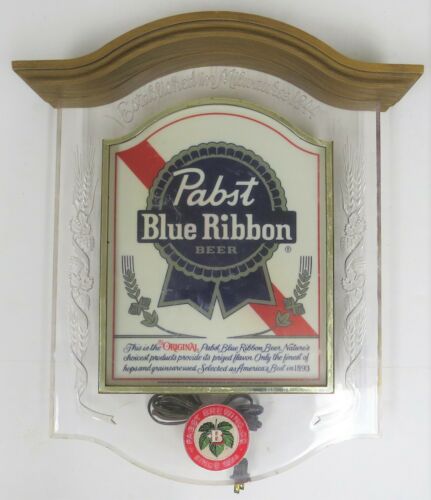 Established in Milwaukee 1844
Pabst
Blue Ribbon
BEER
®
This is the ORIGINAL Pabst Blue Ribbon Beer. Nature's
choicest products provide its prized flavor. Only the finest of
hops and grains are used. Selected as America's Best in 1893.
PABST BREWING CO
B
SINCE 1844